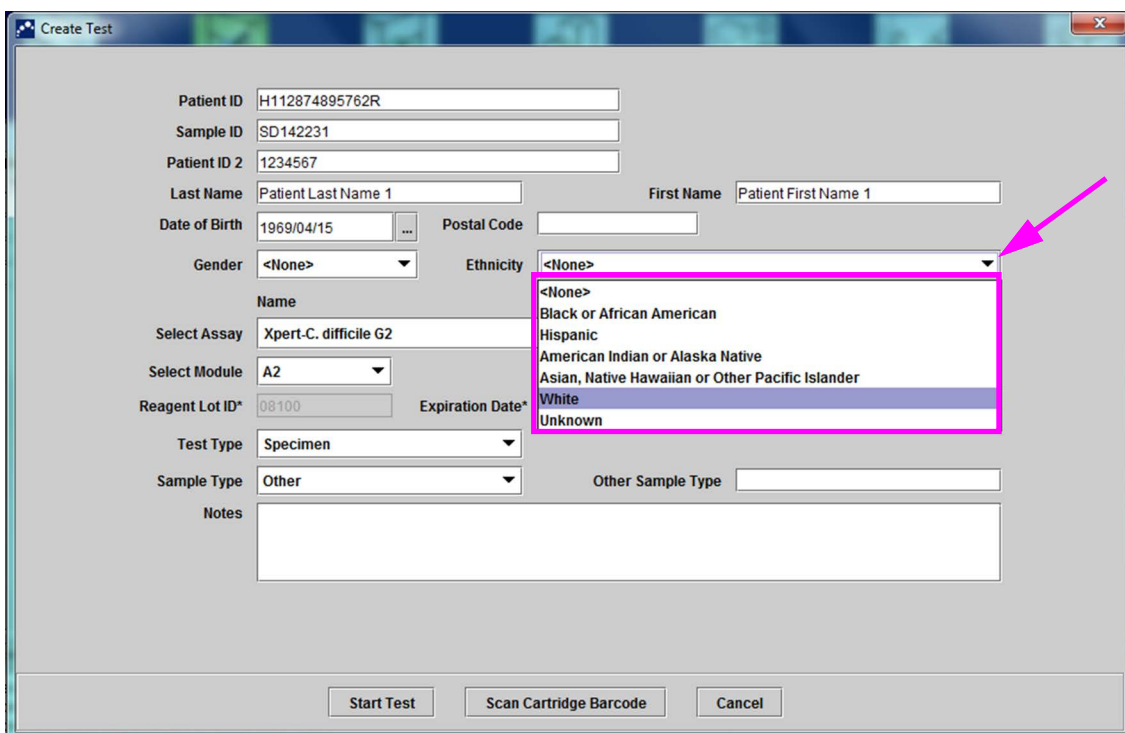 Create Test
Patient ID H112874895762R
Sample ID SD142231
Patient ID 2 1234567
Last Name Patient Last Name 1 First Name Patient First Name 1
Date of Birth 1969/04/15 ... Postal Code
Gender <None> Ethnicity <None>
<None>
Name
Black or African American
Hispanic
Select Assay Xpert-C. difficile G2
American Indian or Alaska Native
Select Module A2
Asian, Native Hawaiian or Other Pacific Islander
White
Reagent Lot ID* 08100 Expiration Date*
Unknown
Test Type Specimen
Sample Type Other Other Sample Type
Notes
Start Test Scan Cartridge Barcode Cancel